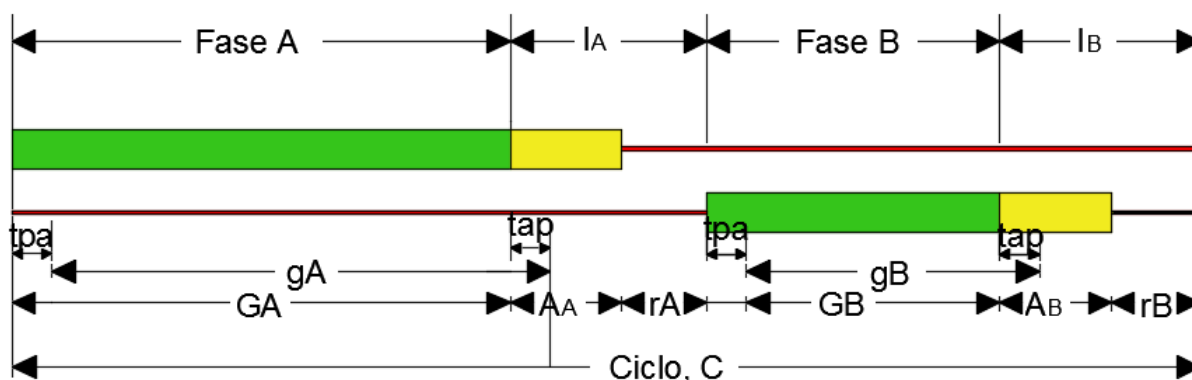 Fase A IA Fase B IB
tpa tap tpa tap
gA gB
GA AA rA GB AB rB
Ciclo, C